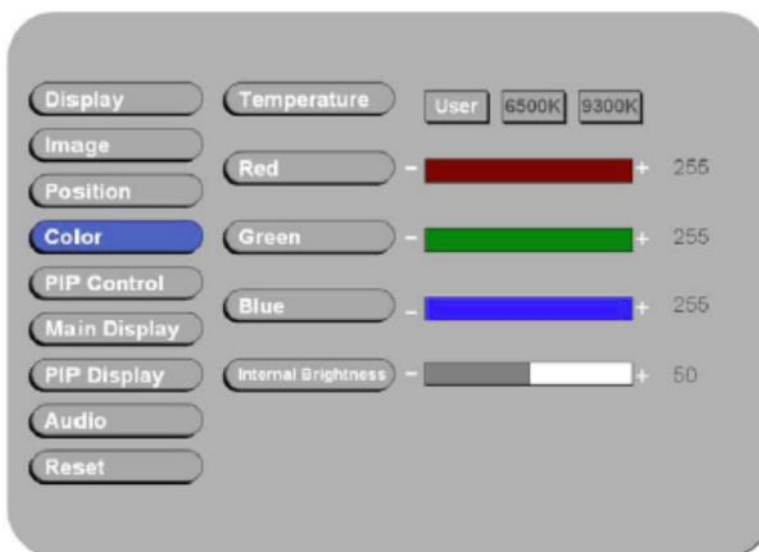 Display
Image
Position
Color
PIP Control
Main Display
PIP Display
Audio
Reset
Temperature User 6500K 9300K
Red - + 255
Green - + 255
Blue - + 255
Internal Brightness - + 50